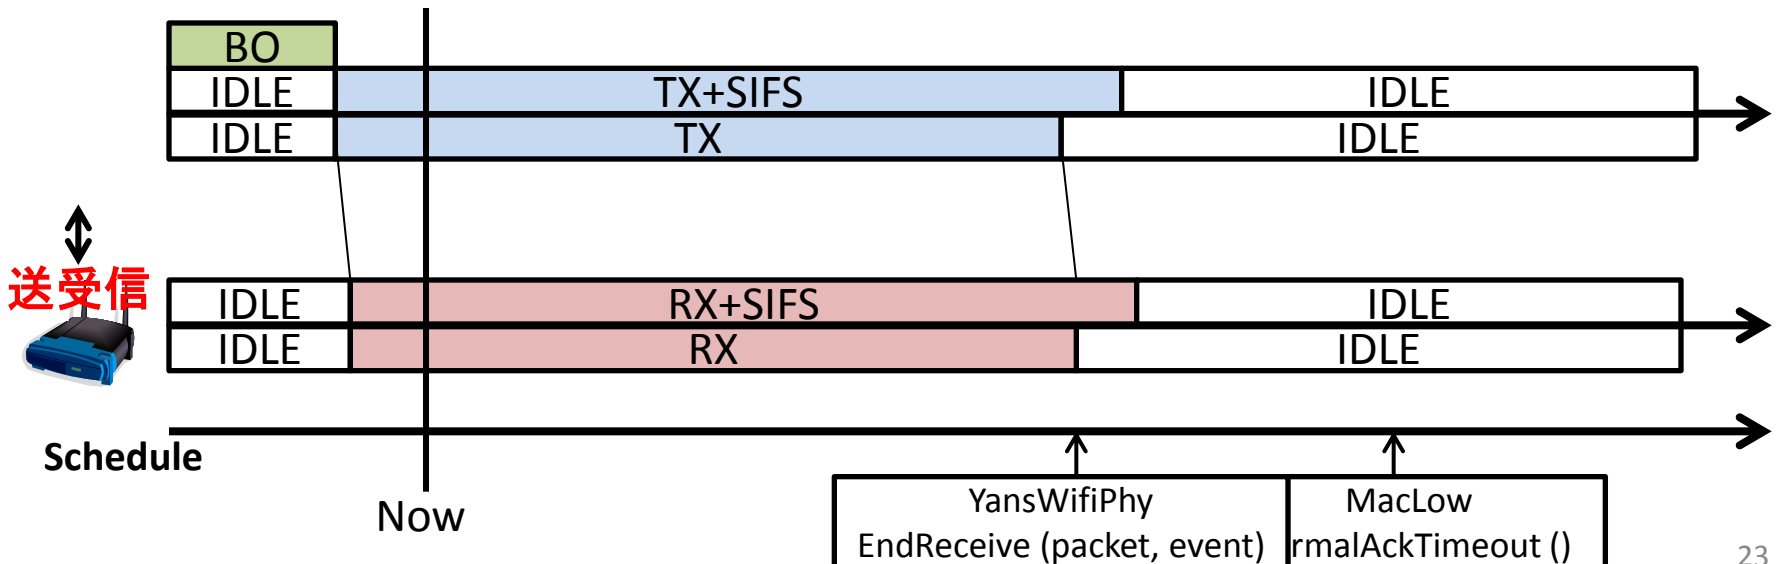 BO
IDLE TX+SIFS IDLE
IDLE TX IDLE
送受信
IDLE RX+SIFS IDLE
IDLE RX IDLE
Schedule
Now
YansWifiPhy
EndReceive (packet, event)
MacLow
rmalAckTimeout ()
23